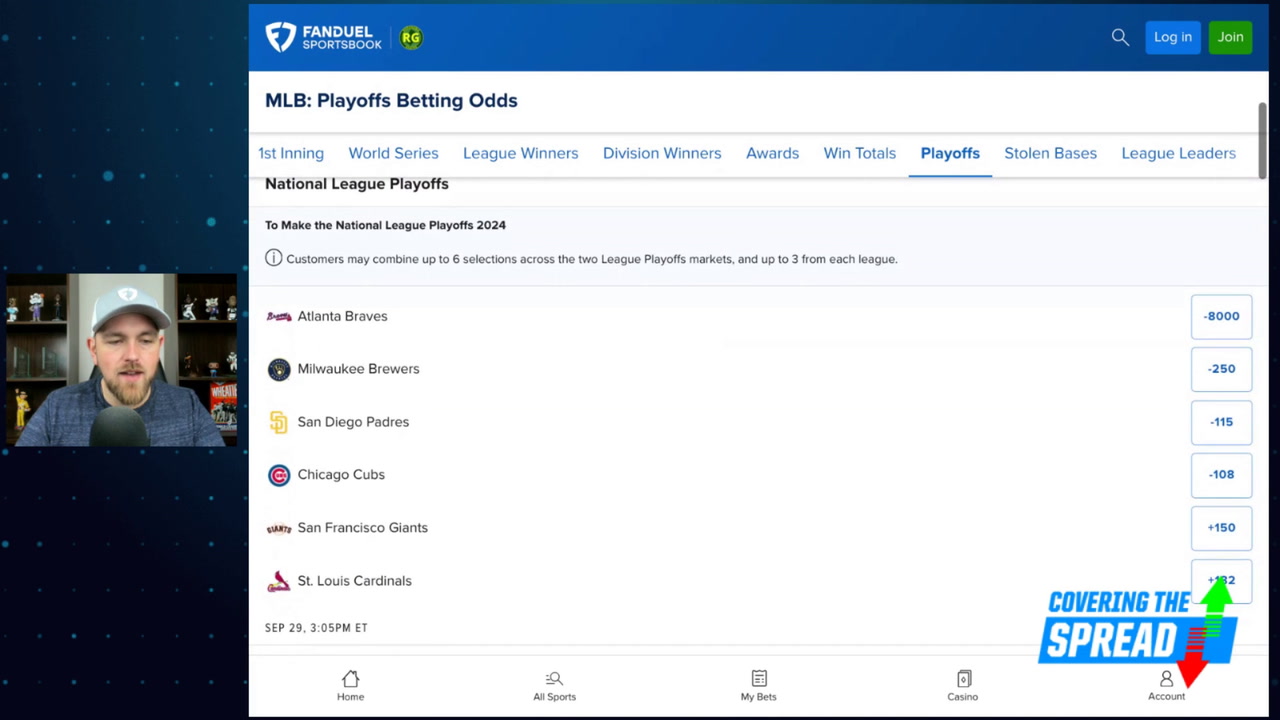 FANDUEL
SPORTSBOOK
RG
Log in
Join
MLB: Playoffs Betting Odds
1st Inning
World Series
League Winners
Division Winners
Awards
Win Totals
Playoffs
Stolen Bases
League Leaders
National League Playoffs
To Make the National League Playoffs 2024
Customers may combine up to 6 selections across the two League Playoffs markets, and up to 3 from each league.
Atlanta Braves
-8000
Milwaukee Brewers
-250
San Diego Padres
-115
Chicago Cubs
-108
San Francisco Giants
+150
St. Louis Cardinals
SEP 29, 3:05PM ET
COVERING THE
SPREAD
Home
All Sports
My Bets
Casino
Account
WHEATIES